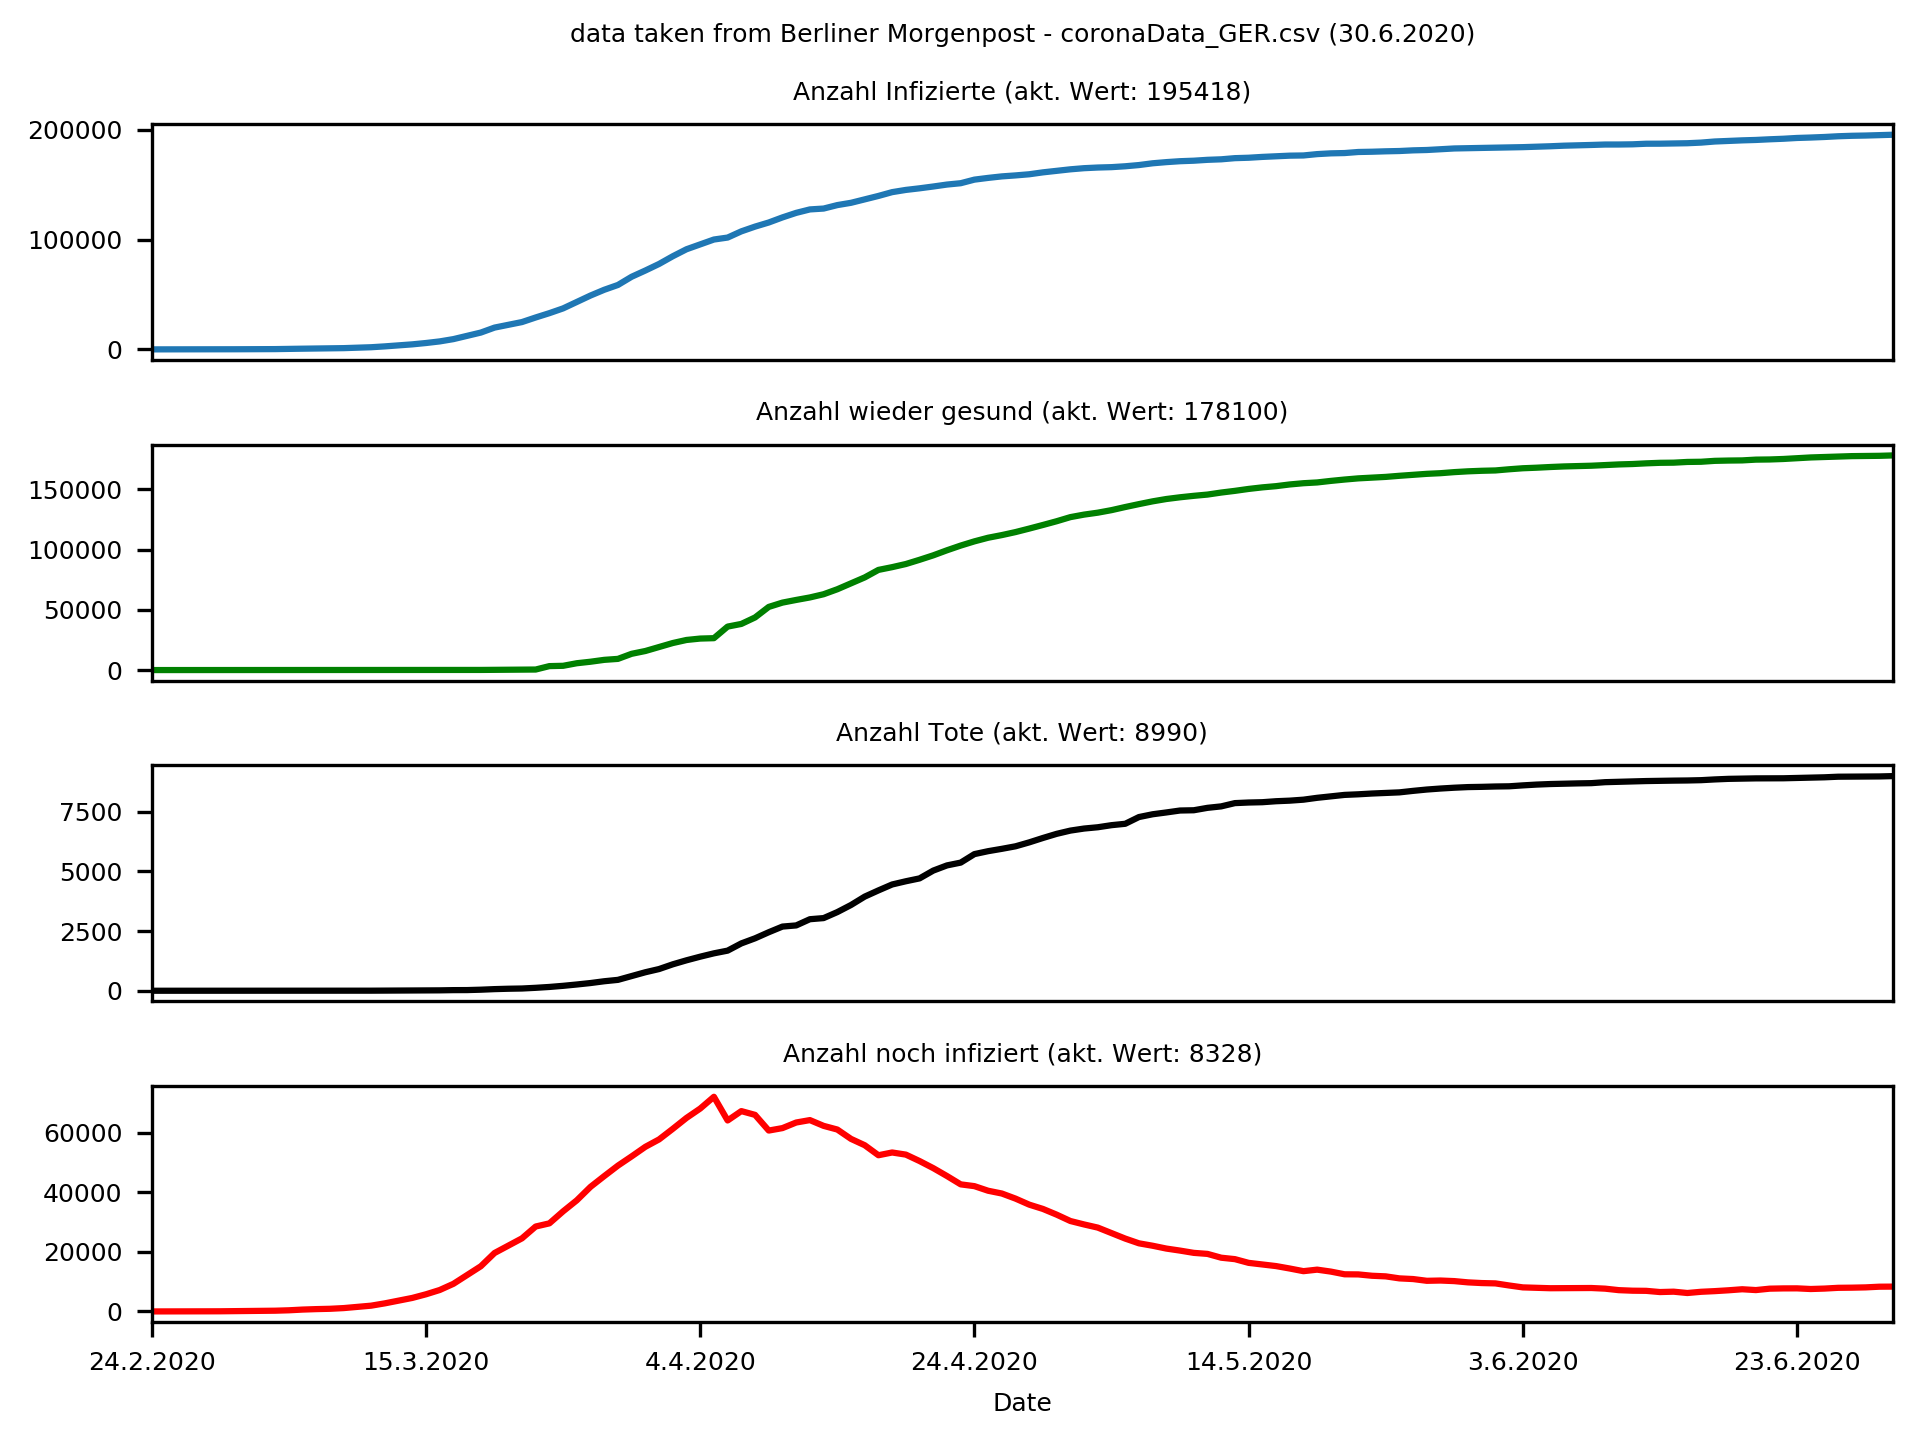 data taken from Berliner Morgenpost - coronaData_GER.csv (30.6.2020)
Anzahl Infizierte (akt. Wert: 195418)
200000
100000
0
Anzahl wieder gesund (akt. Wert: 178100)
150000
100000
50000
0
Anzahl Tote (akt. Wert: 8990)
7500
5000
2500
0
Anzahl noch infiziert (akt. Wert: 8328)
60000
40000
20000
0
24.2.2020 15.3.2020 4.4.2020 24.4.2020 14.5.2020 3.6.2020 23.6.2020
Date